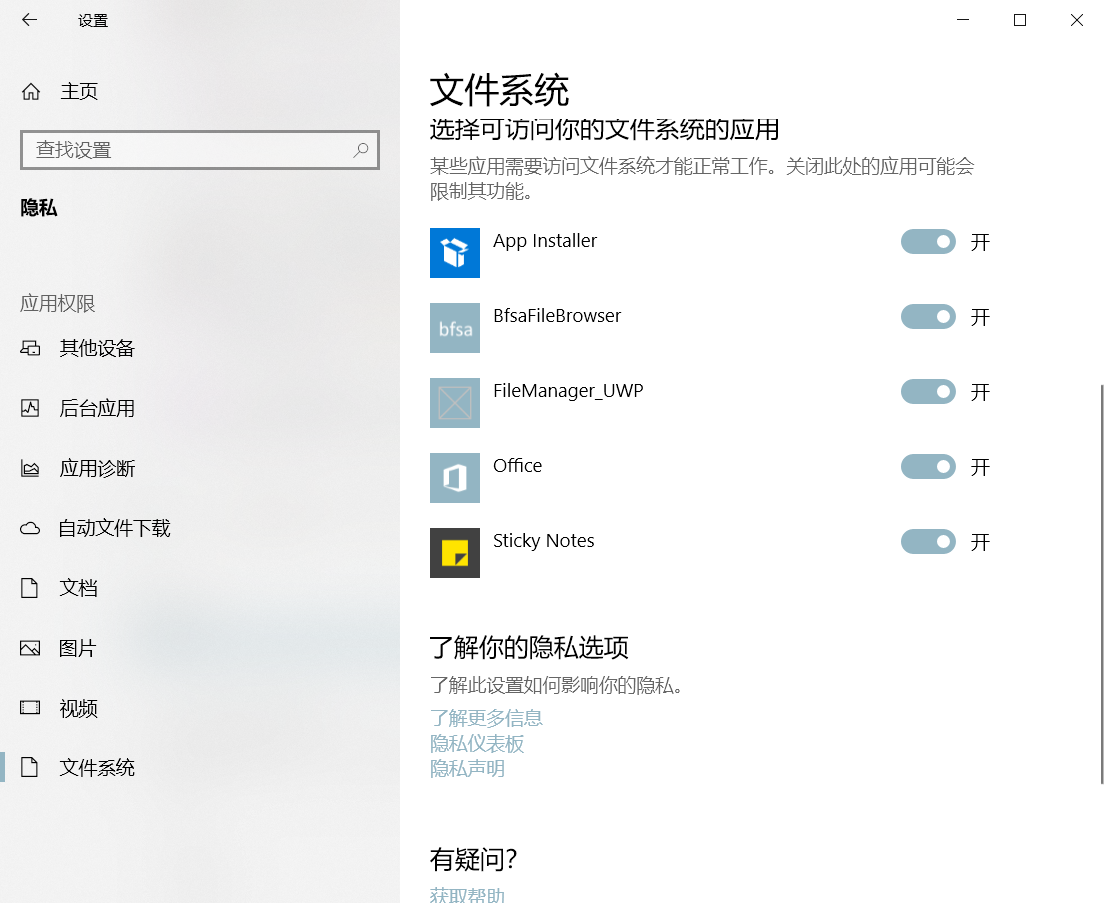 设置
主页
查找设置
隐私
应用权限
其他设备
后台应用
应用诊断
自动文件下载
文档
图片
视频
文件系统
文件系统
选择可访问你的文件系统的应用
某些应用需要访问文件系统才能正常工作。关闭此处的应用可能会
限制其功能。
App Installer
开
bfsa
BfsaFileBrowser
开
FileManager_UWP
开
Office
开
Sticky Notes
开
了解你的隐私选项
了解此设置如何影响你的隐私。
了解更多信息
隐私仪表板
隐私声明
有疑问?
获取帮助